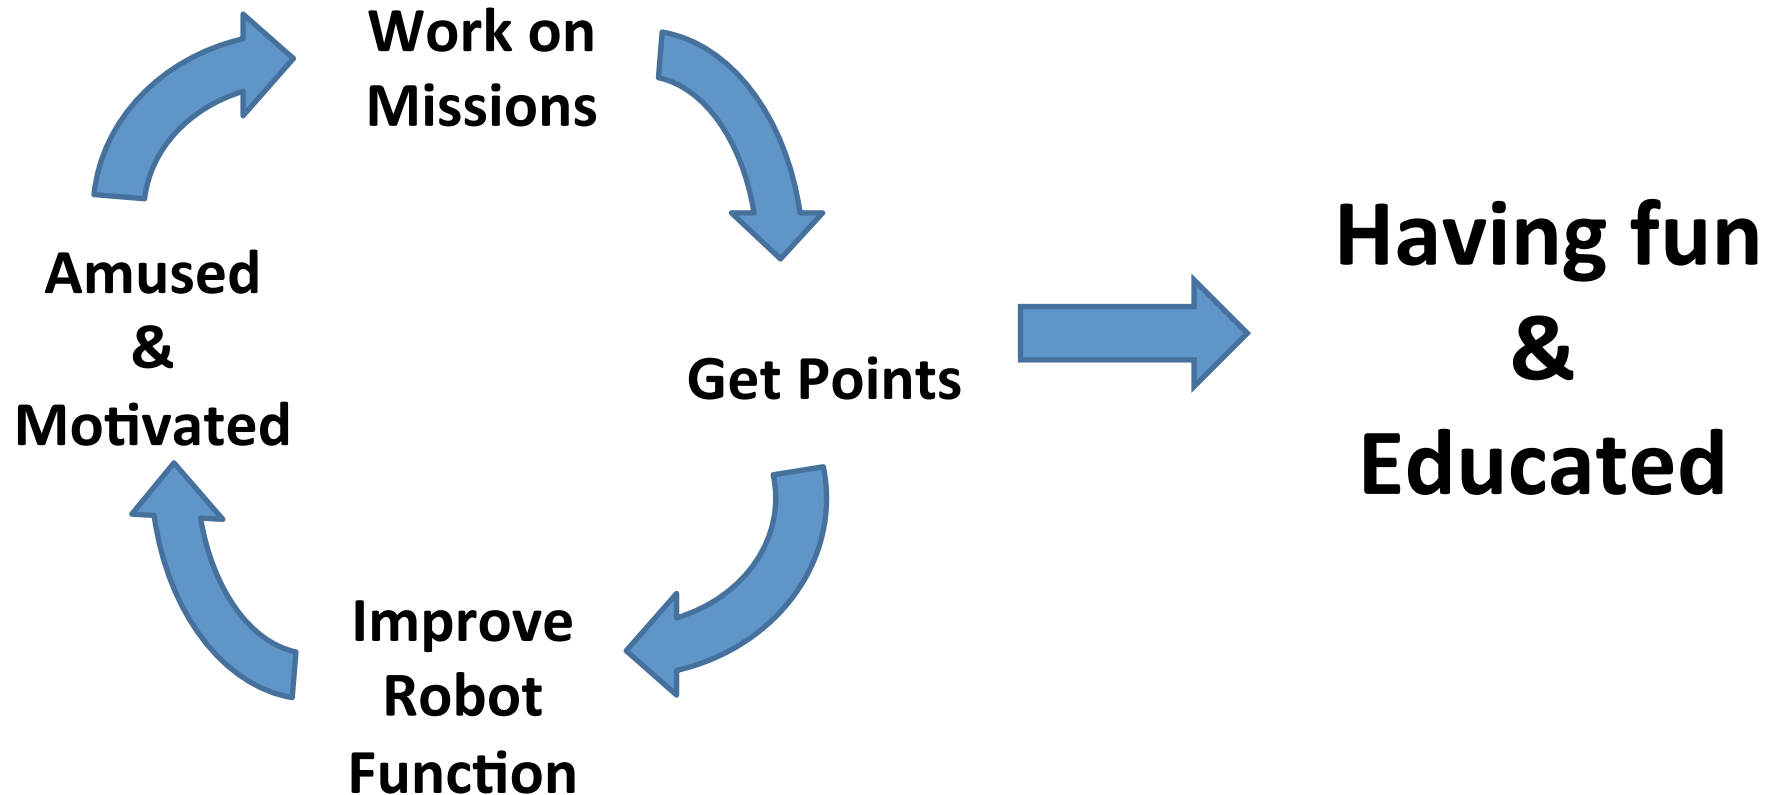 Work on
Missions
Get Points
Improve
Robot
Function
Amused
&
Motivated
Having fun
&
Educated